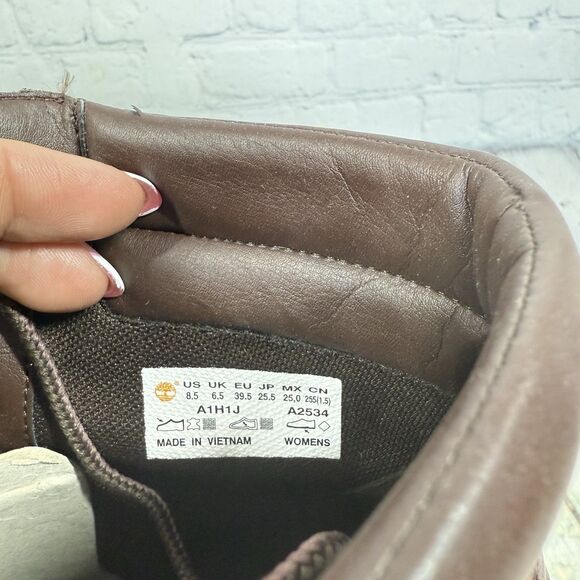 US UK EU JP MX CN
8.5 6.5 39.5 25.5 25,0 255(1.5)
A1H1J A2534
MADE IN VIETNAM WOMENS